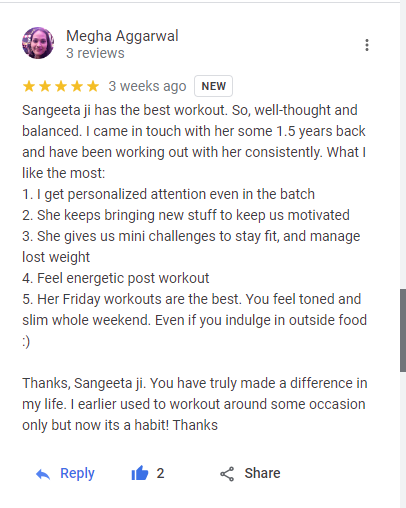 Megha Aggarwal
3 reviews
3 weeks ago NEW
Sangeeta ji has the best workout. So, well-thought and
balanced. I came in touch with her some 1.5 years back
and have been working out with her consistently. What I
like the most:
1. I get personalized attention even in the batch
2. She keeps bringing new stuff to keep us motivated
3. She gives us mini challenges to stay fit, and manage
lost weight
4. Feel energetic post workout
5. Her Friday workouts are the best. You feel toned and
slim whole weekend. Even if you indulge in outside food
:)
Thanks, Sangeeta ji. You have truly made a difference in
my life. I earlier used to workout around some occasion
only but now its a habit! Thanks
Reply 2 Share